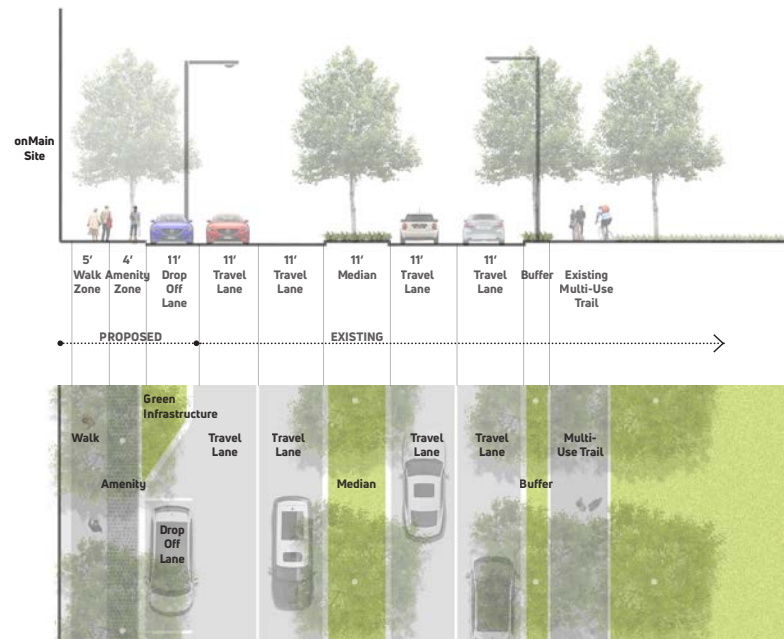 onMain
Site
5’
Walk
Zone
4’
Amenity
Zone
11’
Drop
Off
Lane
11’
Travel
Lane
11’
Travel
Lane
11’
Median
11’
Travel
Lane
11’
Travel
Lane
Buffer
Existing
Multi-Use
Trail
PROPOSED
EXISTING
Green
Infrastructure
Walk
Travel
Lane
Travel
Lane
Travel
Lane
Travel
Lane
Multi-
Use Trail
Amenity
Median
Buffer
Drop
Off
Lane